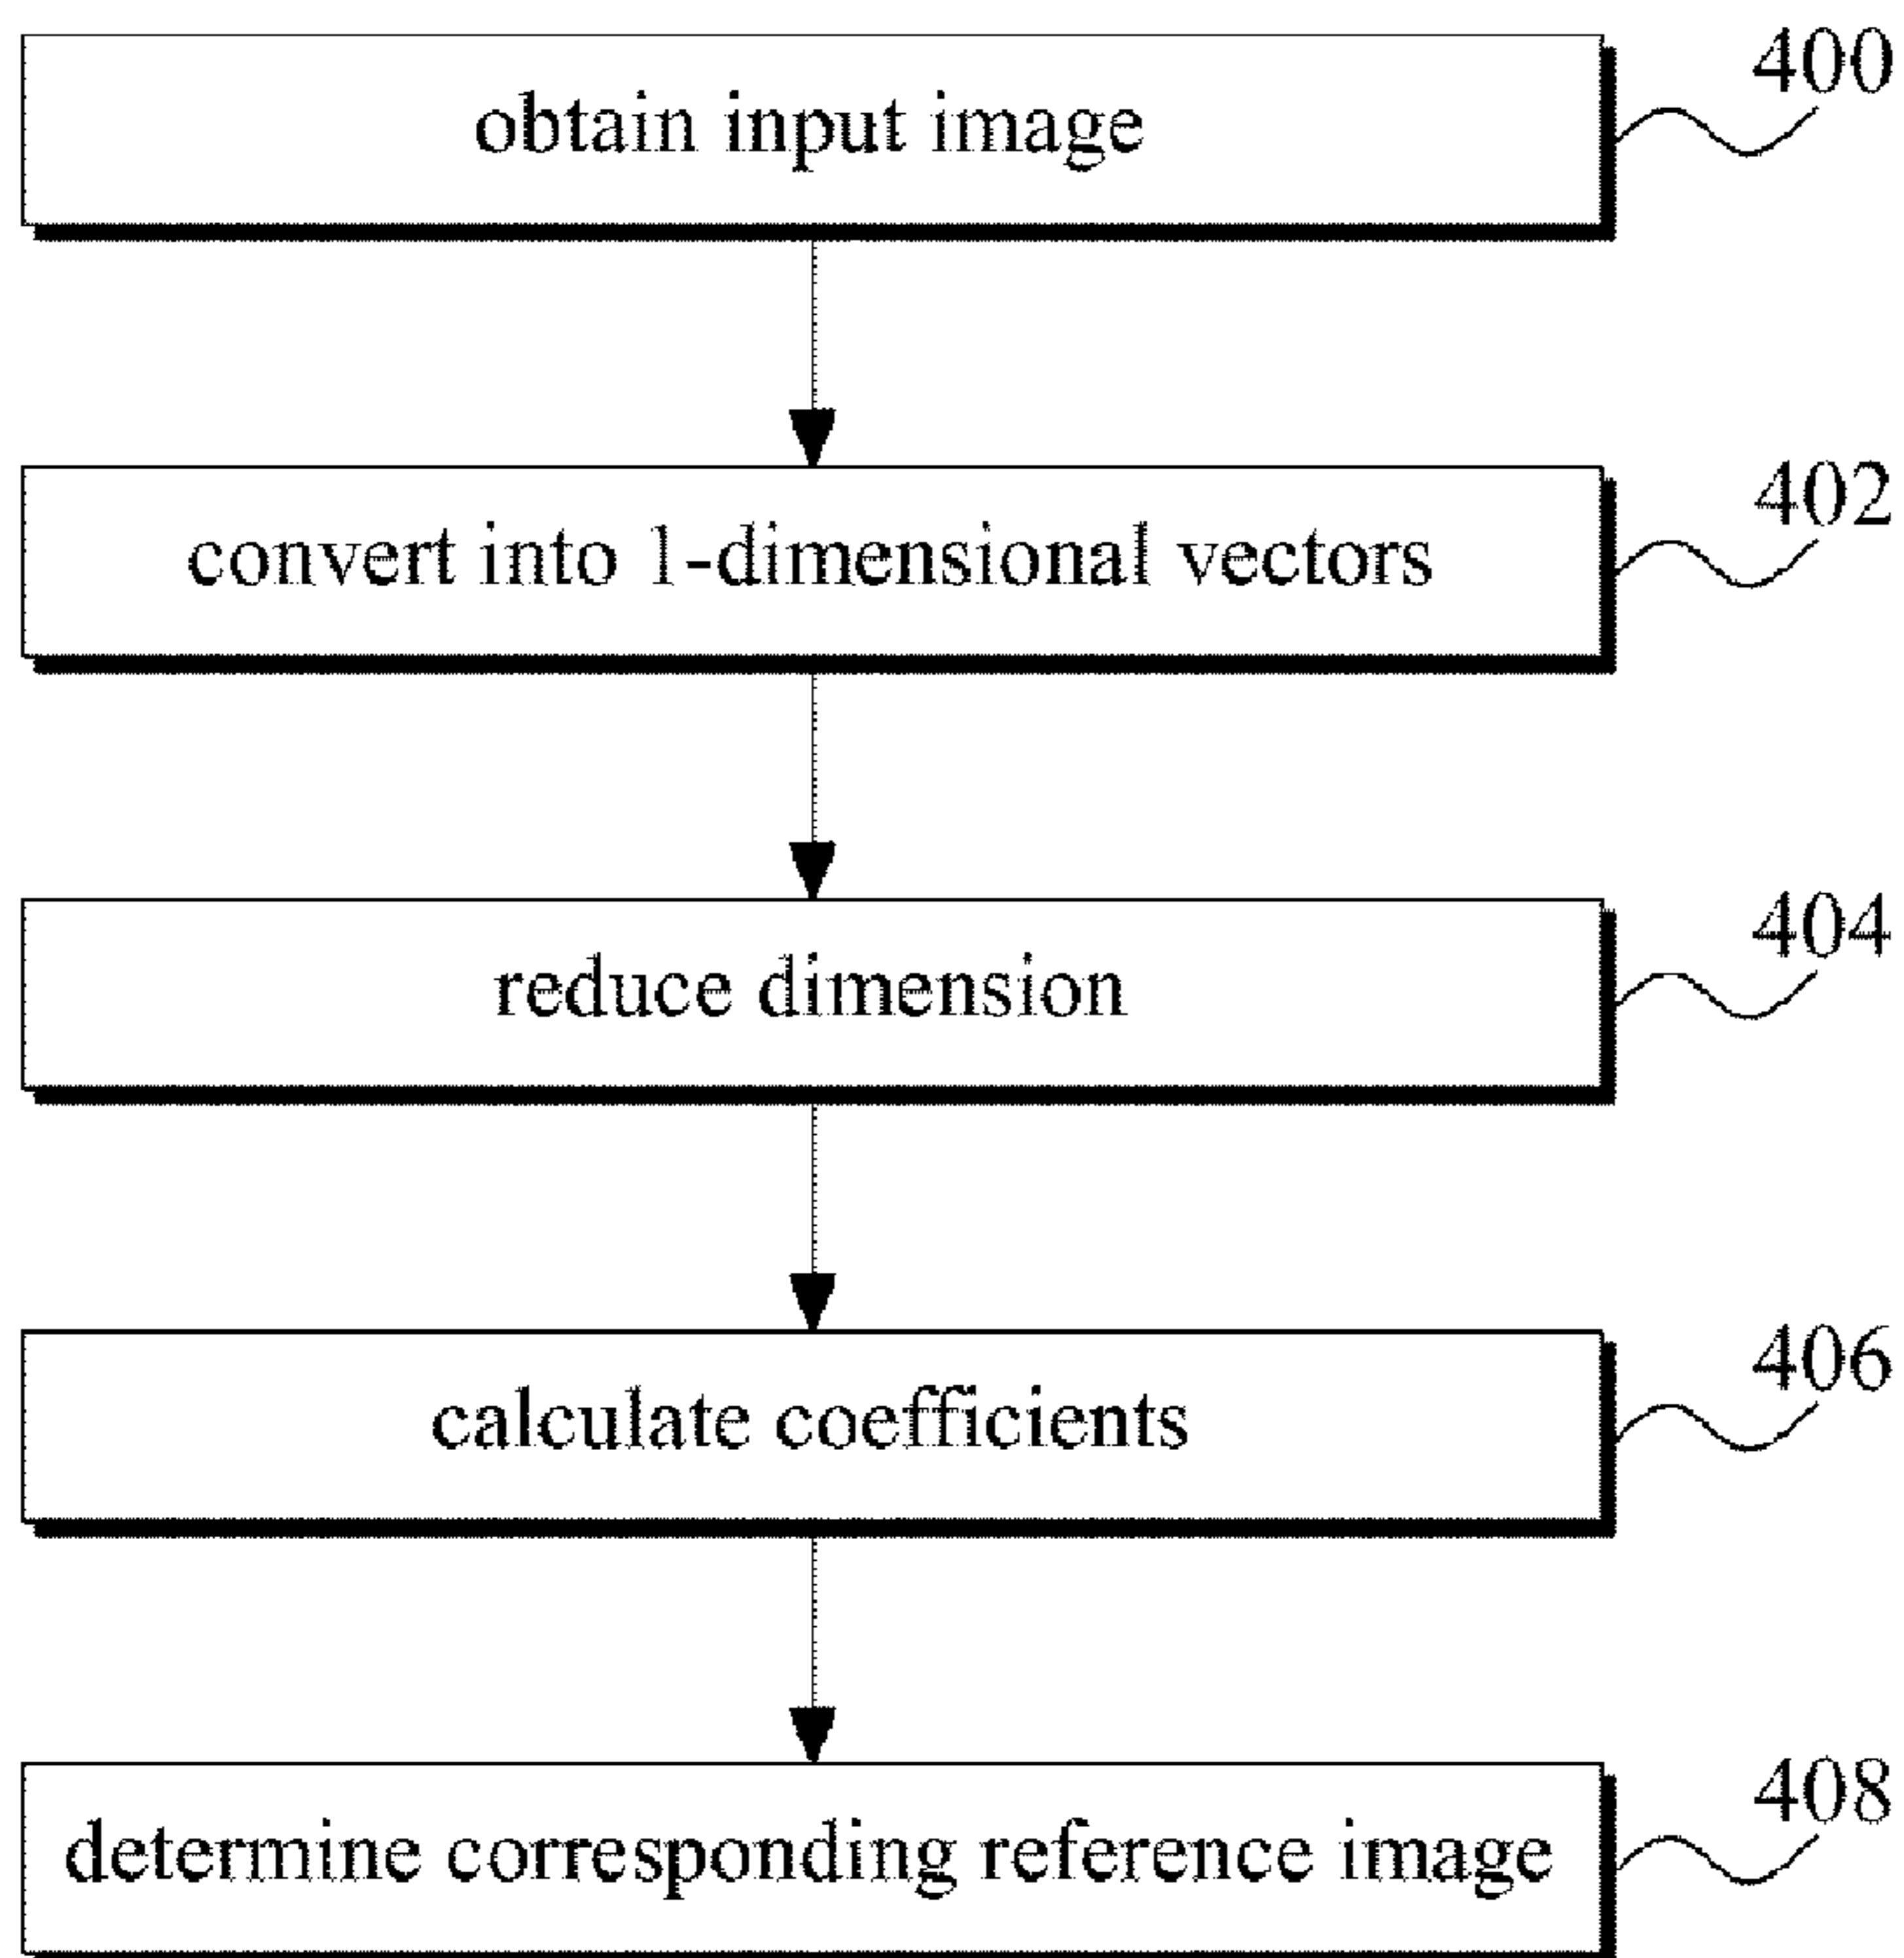 400
obtain input image
402
convert into 1-dimensional vectors
404
reduce dimension
406
calculate coefficients
408
determine corresponding reference image